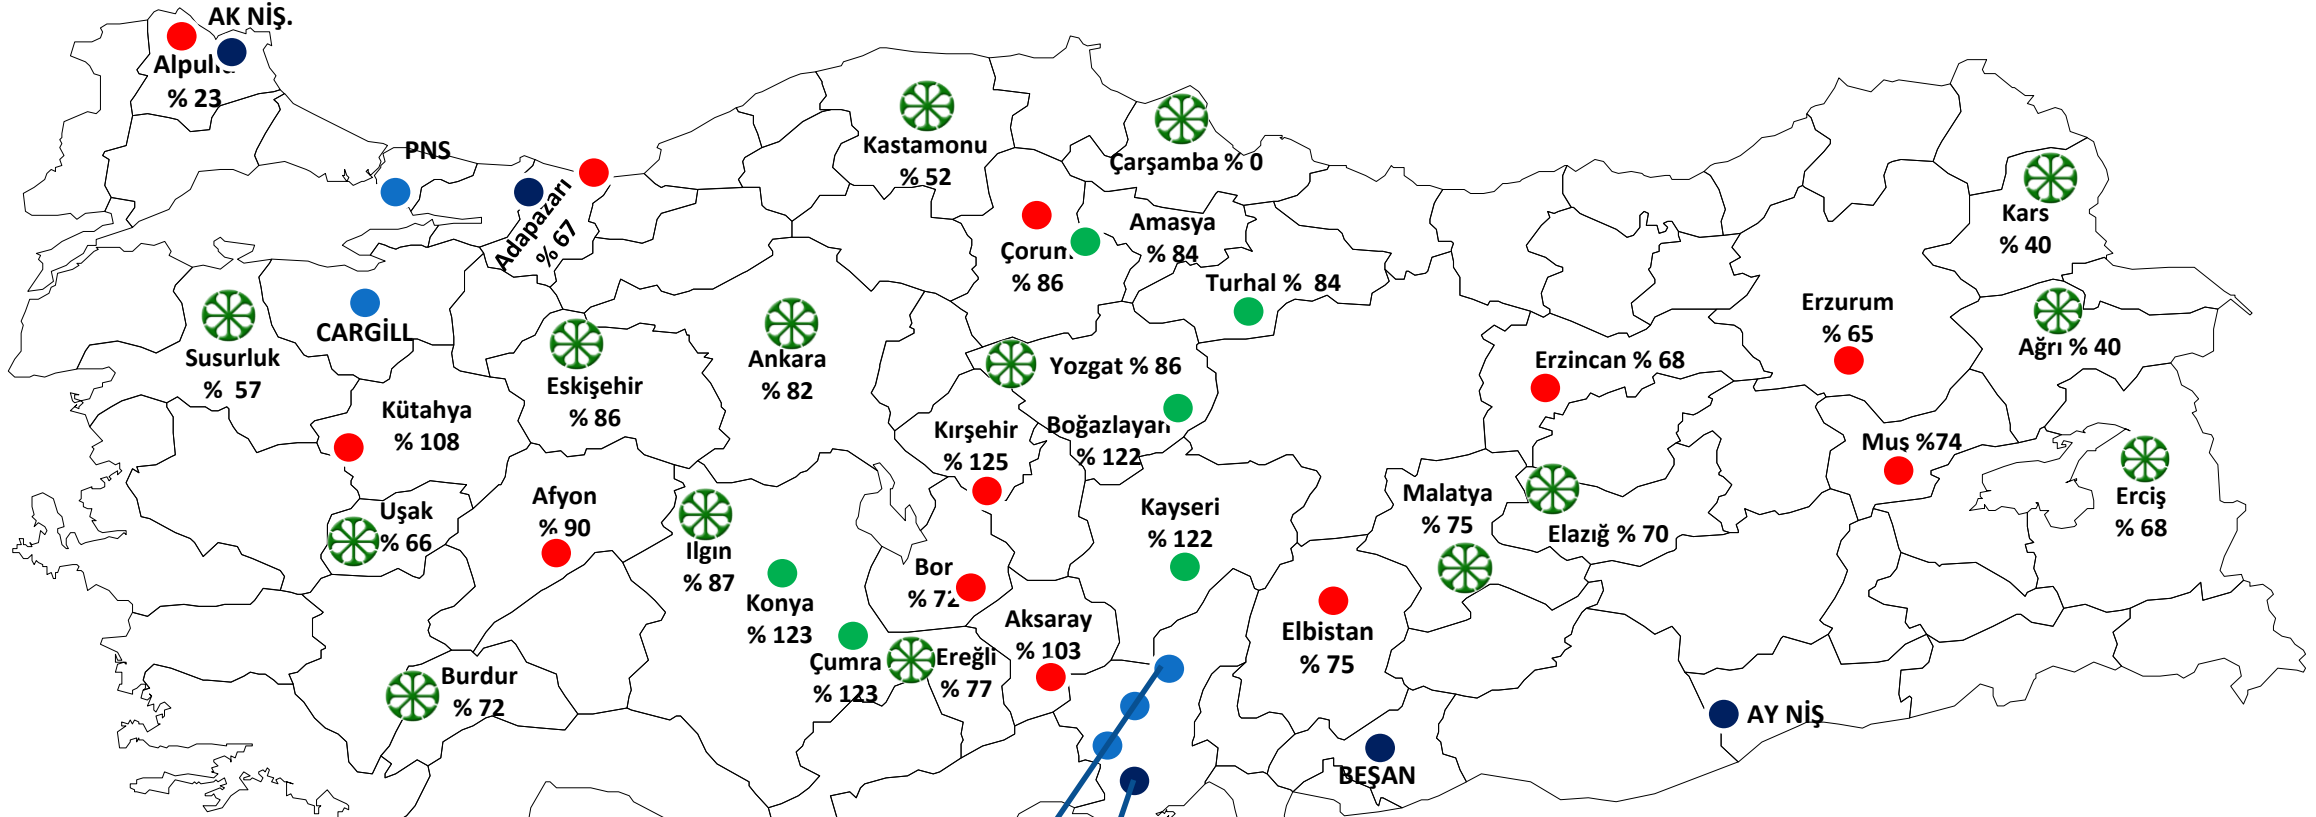 AK NİŞ.
Alpullu
% 23
PNS
Adapazarı
% 67
Kastamonu
% 52
Çarşamba % 0
Çorum
% 86
Amasya
% 84
Turhal %  84
Kars
% 40
Erzurum
% 65
Ağrı % 40
Susurluk
%  57
CARGİLL
Eskişehir
% 86
Ankara
% 82
Yozgat % 86
Erzincan % 68
Kütahya
% 108
Kırşehir
% 125
Boğazlayan
% 122
Muş %74
Uşak
% 66
Afyon
% 90
Ilgın
% 87
Kayseri
% 122
Malatya
% 75
Elazığ % 70
Erciş
% 68
Konya
% 123
Bor
% 72
Çumra
% 123
Ereğli
% 77
Aksaray
% 103
Elbistan
% 75
Burdur
% 72
AY NİŞ
BEŞAN